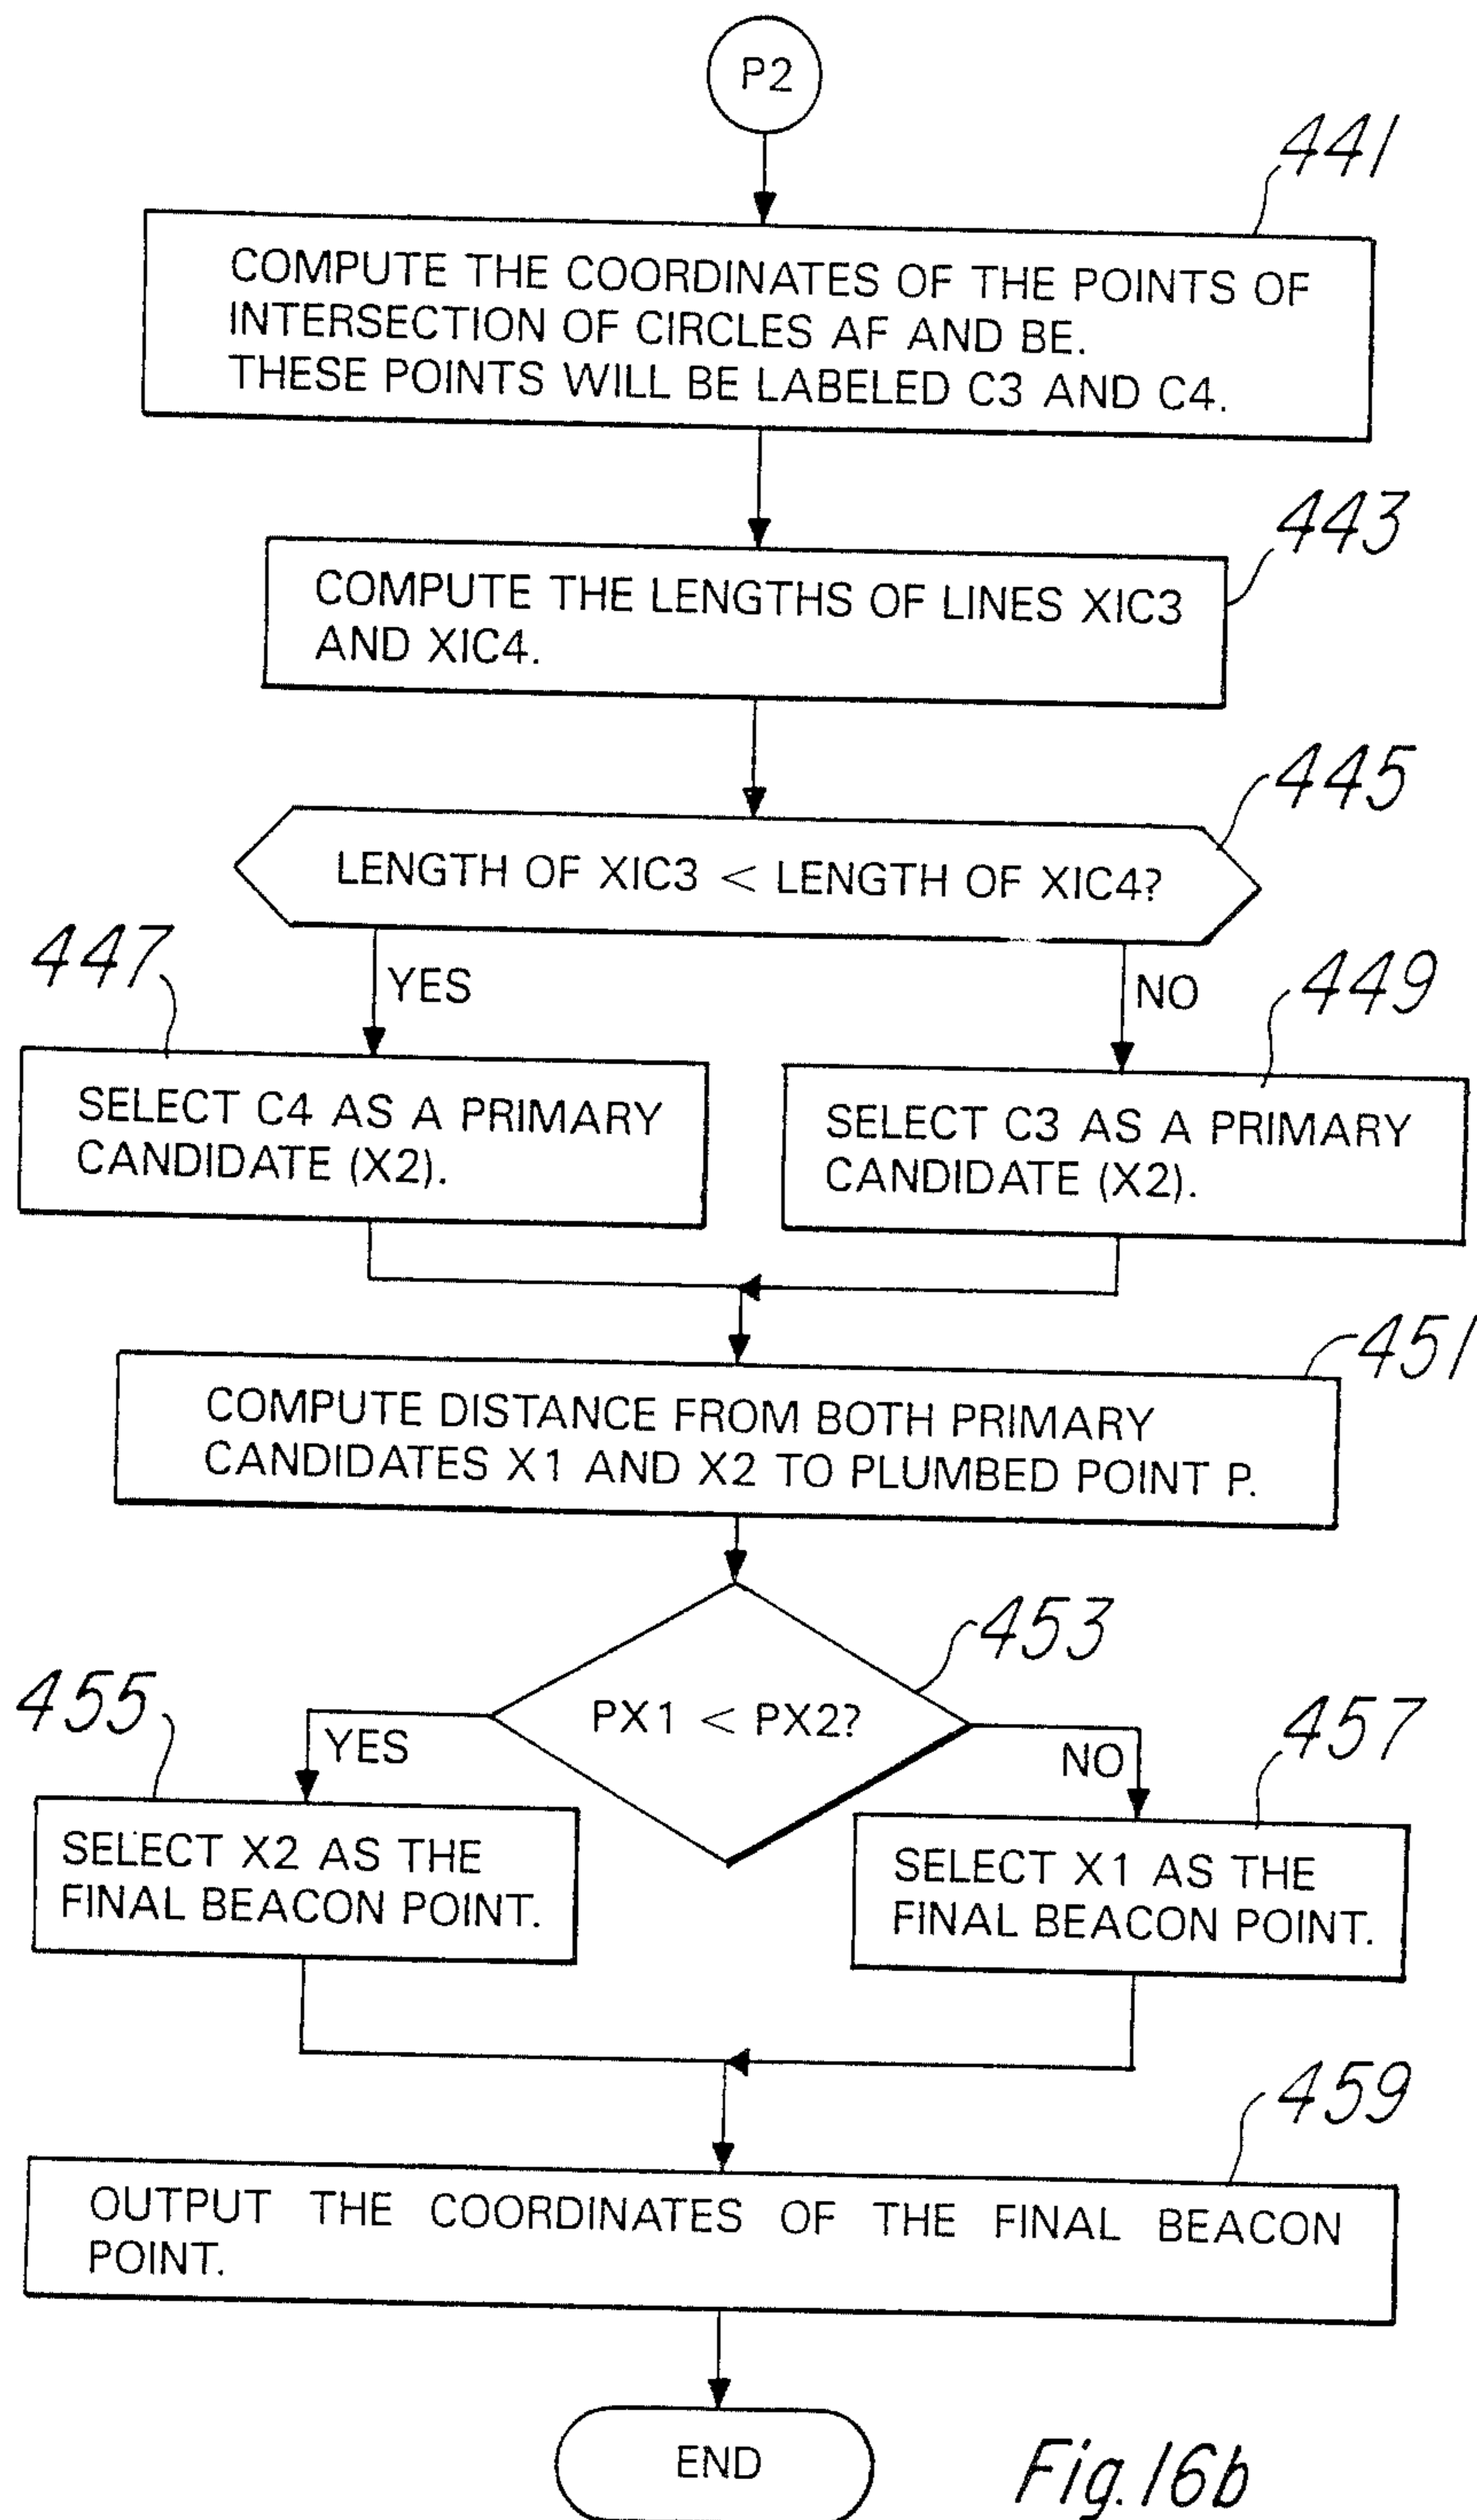 P2
441
COMPUTE THE COORDINATES OF THE POINTS OF
INTERSECTION OF CIRCLES AF AND BE.
THESE POINTS WILL BE LABELED C3 AND C4.
443
COMPUTE THE LENGTHS OF LINES XIC3
AND XIC4.
445
LENGTH OF XIC3 < LENGTH OF XIC4?
447
YES
NO
449
SELECT C4 AS A PRIMARY
CANDIDATE (X2).
SELECT C3 AS A PRIMARY
CANDIDATE (X2).
451
COMPUTE DISTANCE FROM BOTH PRIMARY
CANDIDATES X1 AND X2 TO PLUMBED POINT P.
453
PX1 < PX2?
455
YES
NO
457
SELECT X2 AS THE
FINAL BEACON POINT.
SELECT X1 AS THE
FINAL BEACON POINT.
459
OUTPUT THE COORDINATES OF THE FINAL BEACON
POINT.
END
Fig. 16b